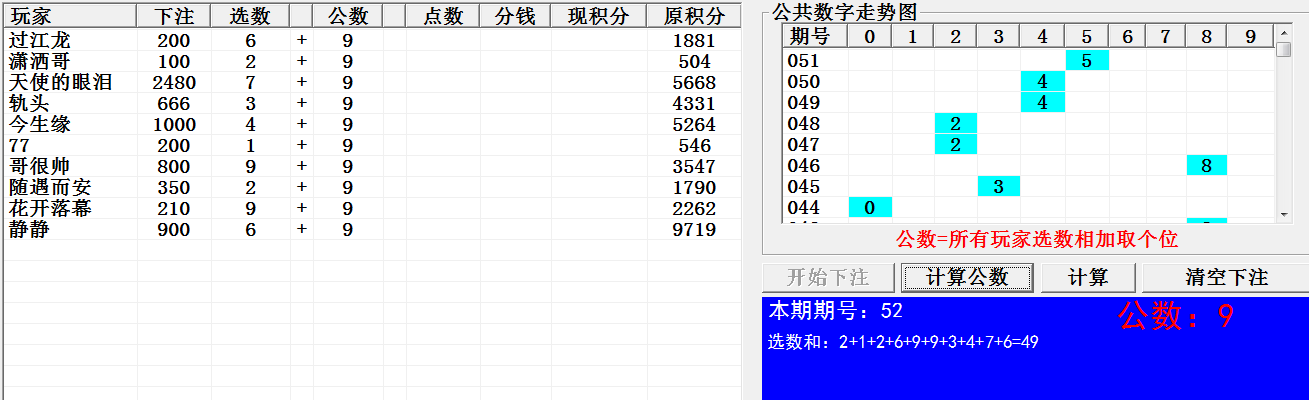 玩家 下注 选数 公数 点数 分钱 现积分 原积分
过江龙 200 6 + 9 1881
潇洒哥 100 2 + 9 504
天使的眼泪 2480 7 + 9 5668
轨头 666 3 + 9 4331
今生缘 1000 4 + 9 5264
77 200 1 + 9 546
哥很帅 800 9 + 9 3547
随遇而安 350 2 + 9 1790
花开落幕 210 9 + 9 2262
静静 900 6 + 9 9719
公共数字走势图
期号 0 1 2 3 4 5 6 7 8 9
051 5
050 4
049 4
048 2
047 2
046 8
045 3
044 0
公数=所有玩家选数相加取个位
开始下注 计算公数 计算 清空下注
本期期号：52 公数：9
选数和：2+1+2+6+9+9+3+4+7+6=49